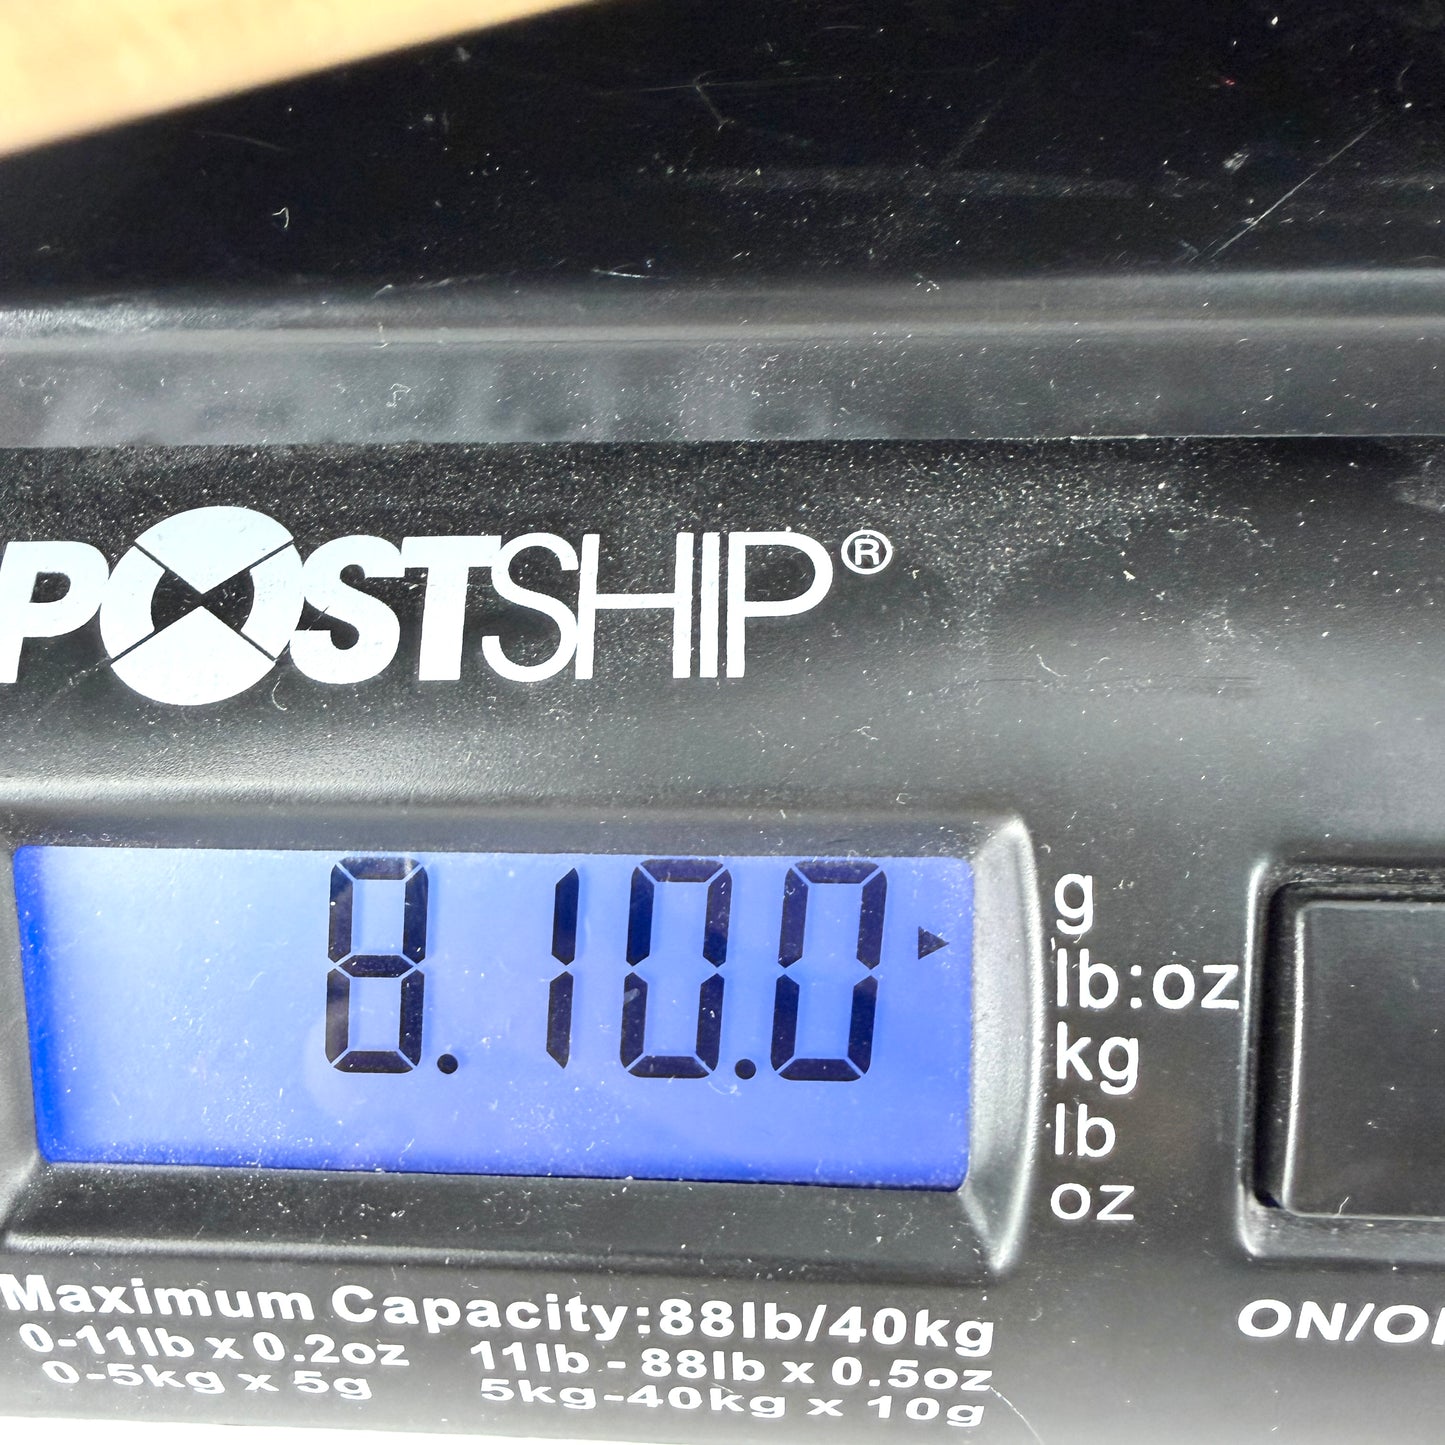 POSTSHIP®
8.10.0
g
lb:oz
kg
lb
oz
Maximum Capacity:88lb/40kg
0-11lb x 0.2oz 11lb - 88lb x 0.5oz
0-5kg x 5g 5kg-40kg x 10g